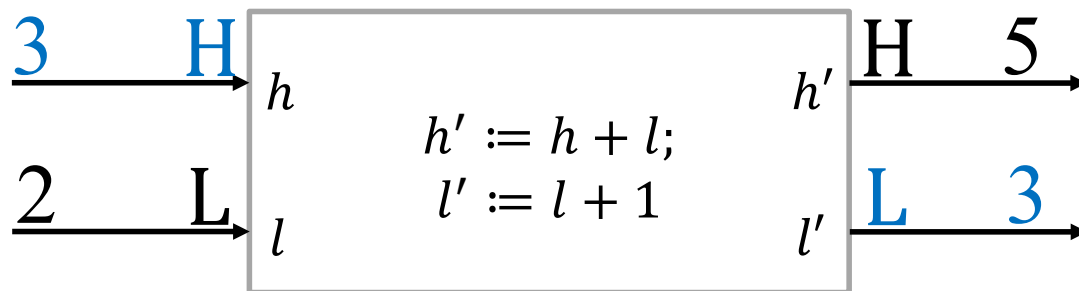 3 H H 5
h h′
h′ := h + l;
2 L l′ := l + 1 L 3
l l′